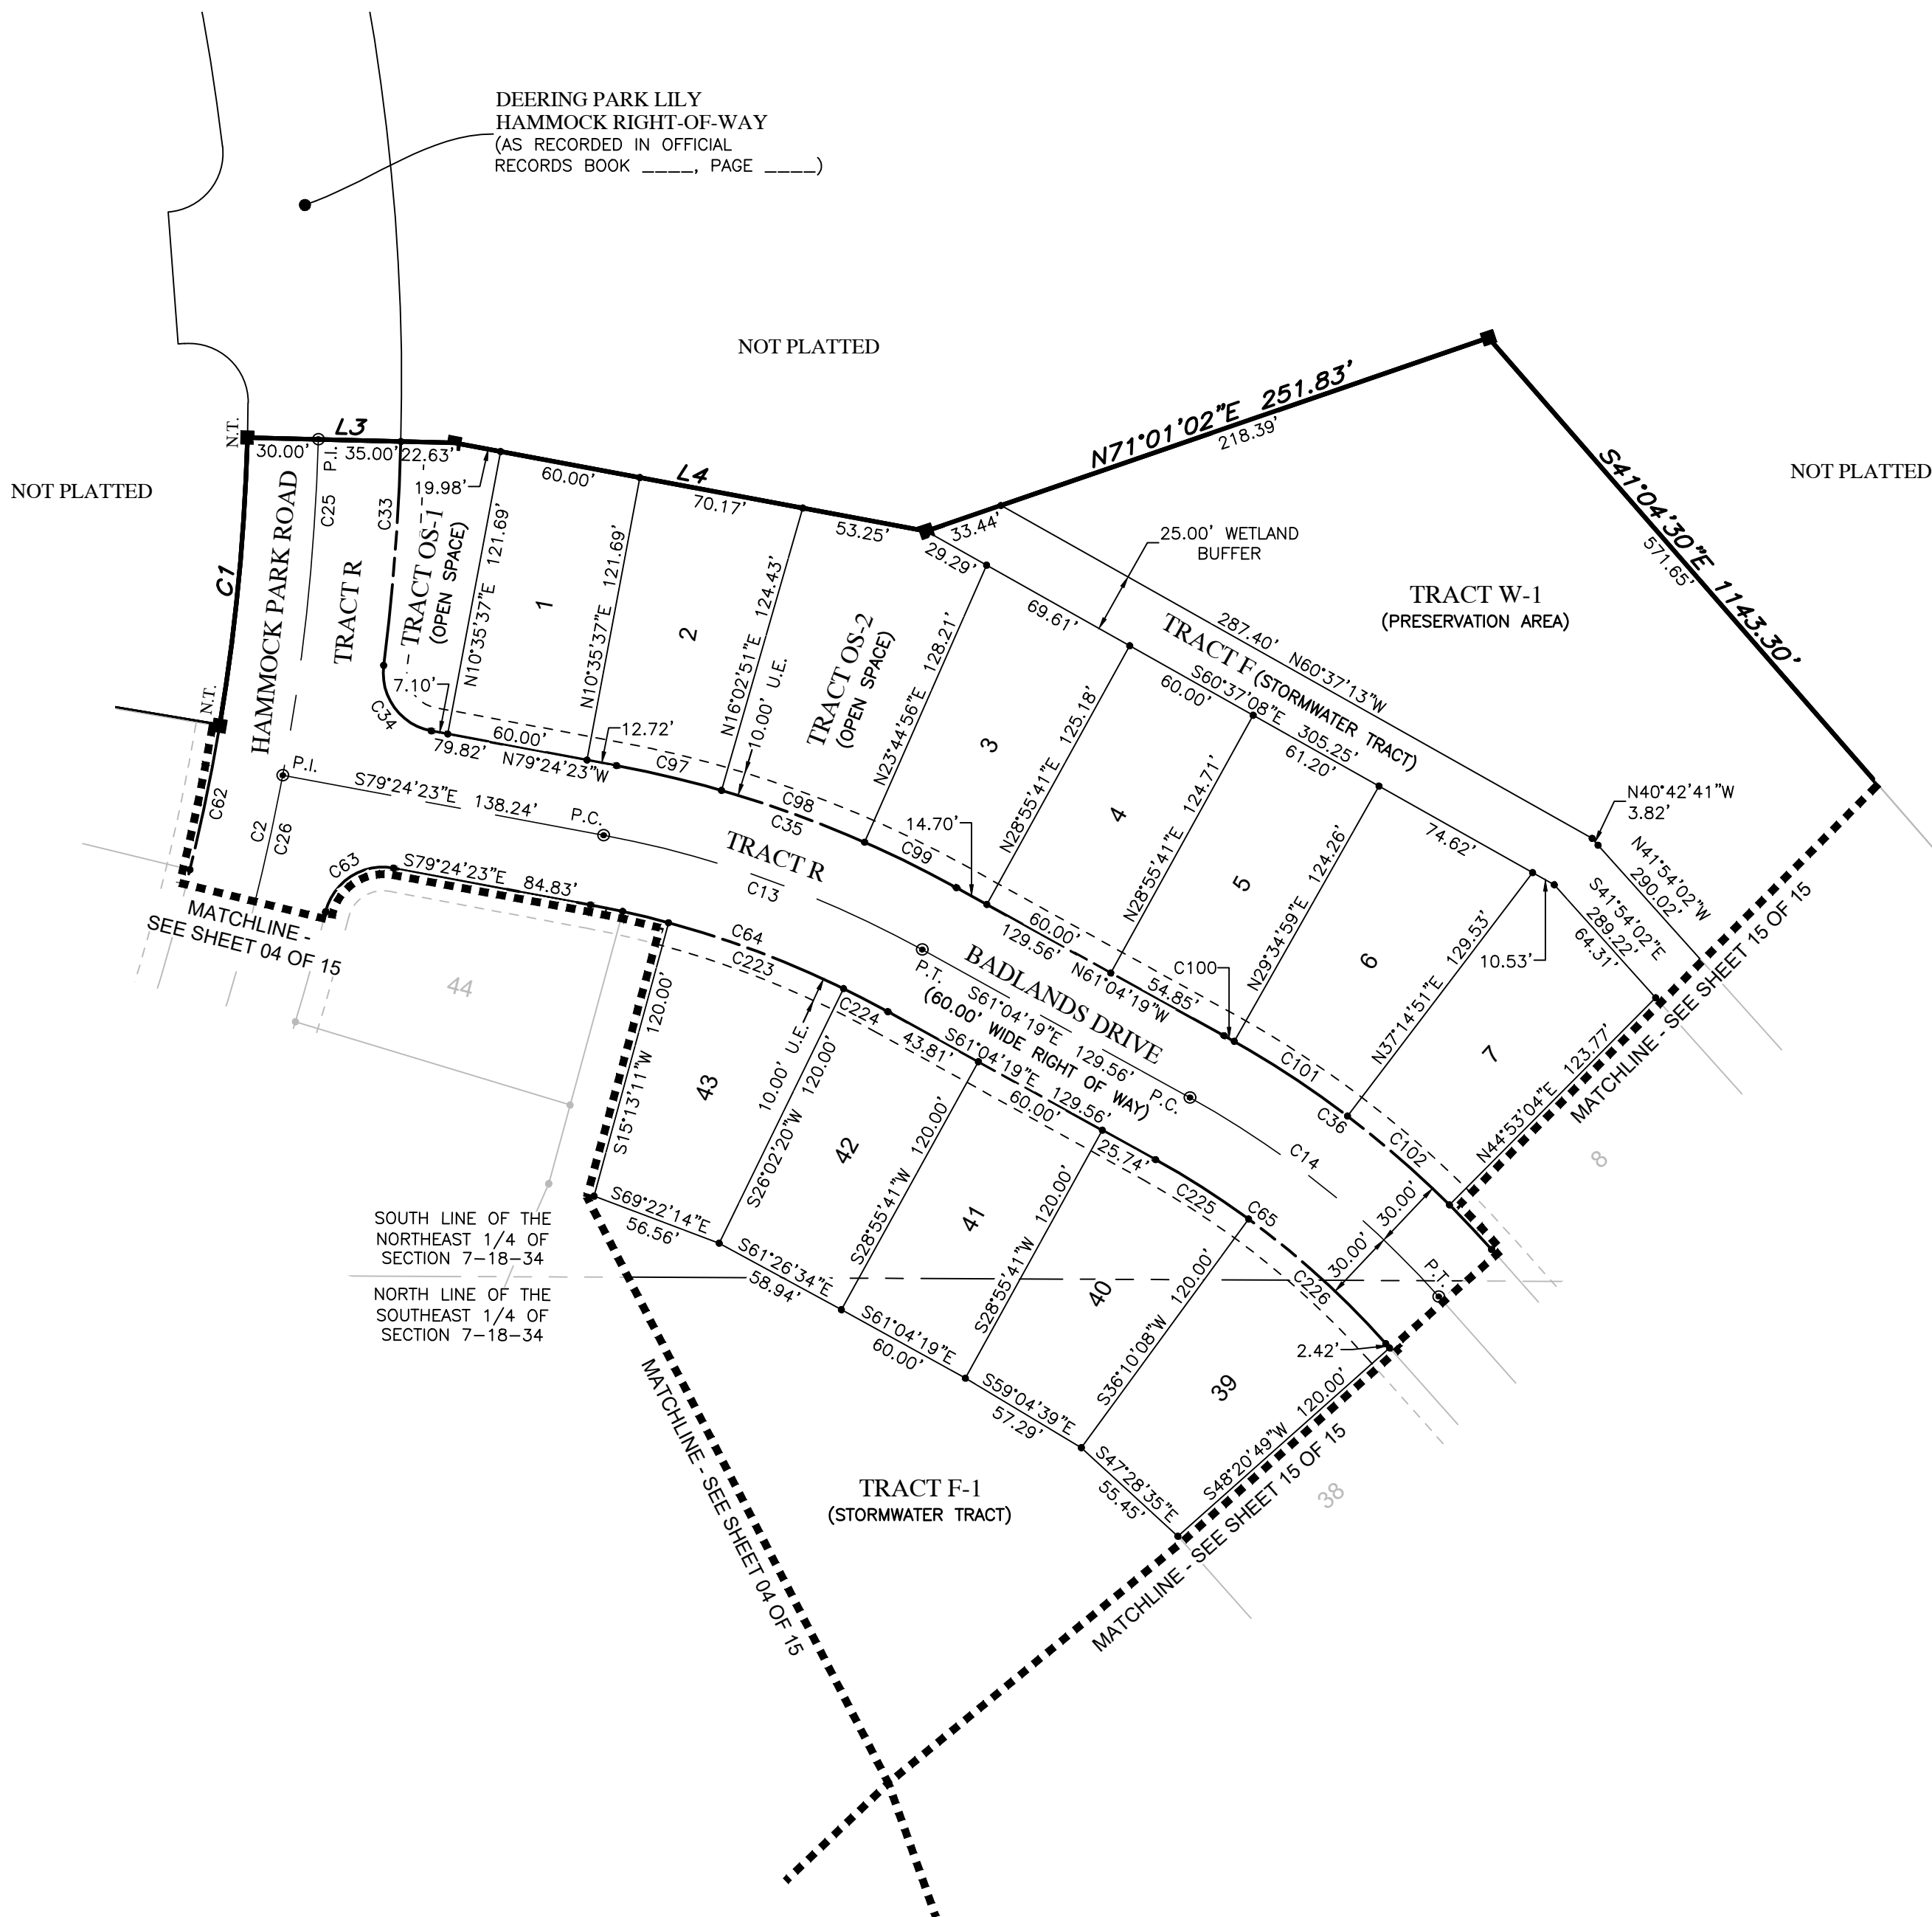 DEERING PARK LILY
HAMMOCK RIGHT-OF-WAY
(AS RECORDED IN OFFICIAL
RECORDS BOOK ____, PAGE ____)
NOT PLATTED
NOT PLATTED
NOT PLATTED
N71°01'02"E 251.83'
218.39'
33.44'
S41°04'30"E 1143.30'
571.65'
N.T.
L3
30.00'
P.I.
35.00'
22.63'
19.98'
60.00'
L4
70.17'
53.25'
29.29'
25.00' WETLAND
BUFFER
TRACT W-1
(PRESERVATION AREA)
C1
HAMMOCK PARK ROAD
C25
TRACT R
C33
TRACT OS-1
(OPEN SPACE)
N10°35'37"E 121.69'
1
N10°35'37"E 121.69'
2
N16°02'51"E 124.43'
10.00' U.E.
TRACT OS-2
(OPEN SPACE)
N23°44'56"E 128.21'
3
69.61'
N28°55'41"E 125.18'
4
60.00'
S60°37'08"E 305.25'
N28°55'41"E 124.71'
5
61.20'
N29°34'59"E 124.26'
6
74.62'
N37°14'51"E 129.53'
7
10.53'
TRACT F (STORMWATER TRACT)
287.40'
N60°37'13"W
N40°42'41"W
3.82'
N41°54'02"W
290.02'
S41°54'02"E
289.22'
64.31'
N44°53'04"E 123.77'
MATCHLINE - SEE SHEET 15 OF 15
8
N.T.
C62
C34
7.10'
79.82'
60.00'
N79°24'23"W
12.72'
C97
C98
C35
C99
14.70'
60.00'
129.56'
N61°04'19"W
54.85'
C100
C101
C36
C102
P.I.
S79°24'23"E 138.24'
P.C.
C2
C26
TRACT R
C13
P.T.
S61°04'19"E 129.56'
P.C.
BADLANDS DRIVE
(60.00' WIDE RIGHT OF WAY)
C14
30.00'
30.00'
P.T.
C63
S79°24'23"E 84.83'
MATCHLINE -
SEE SHEET 04 OF 15
44
C64
C223
C224
43.81'
S61°04'19"E 129.56'
60.00'
25.74'
C225
C65
C226
2.42'
S15°13'11"W 120.00'
43
10.00' U.E.
S26°02'20"W 120.00'
42
S28°55'41"W 120.00'
41
S28°55'41"W 120.00'
40
S36°10'08"W 120.00'
39
S48°20'49"W 120.00'
38
S69°22'14"E
56.56'
S61°26'34"E
58.94'
S61°04'19"E
60.00'
S59°04'39"E
57.29'
S47°28'35"E
55.45'
SOUTH LINE OF THE
NORTHEAST 1/4 OF
SECTION 7-18-34
NORTH LINE OF THE
SOUTHEAST 1/4 OF
SECTION 7-18-34
TRACT F-1
(STORMWATER TRACT)
MATCHLINE - SEE SHEET 04 OF 15
MATCHLINE - SEE SHEET 15 OF 15